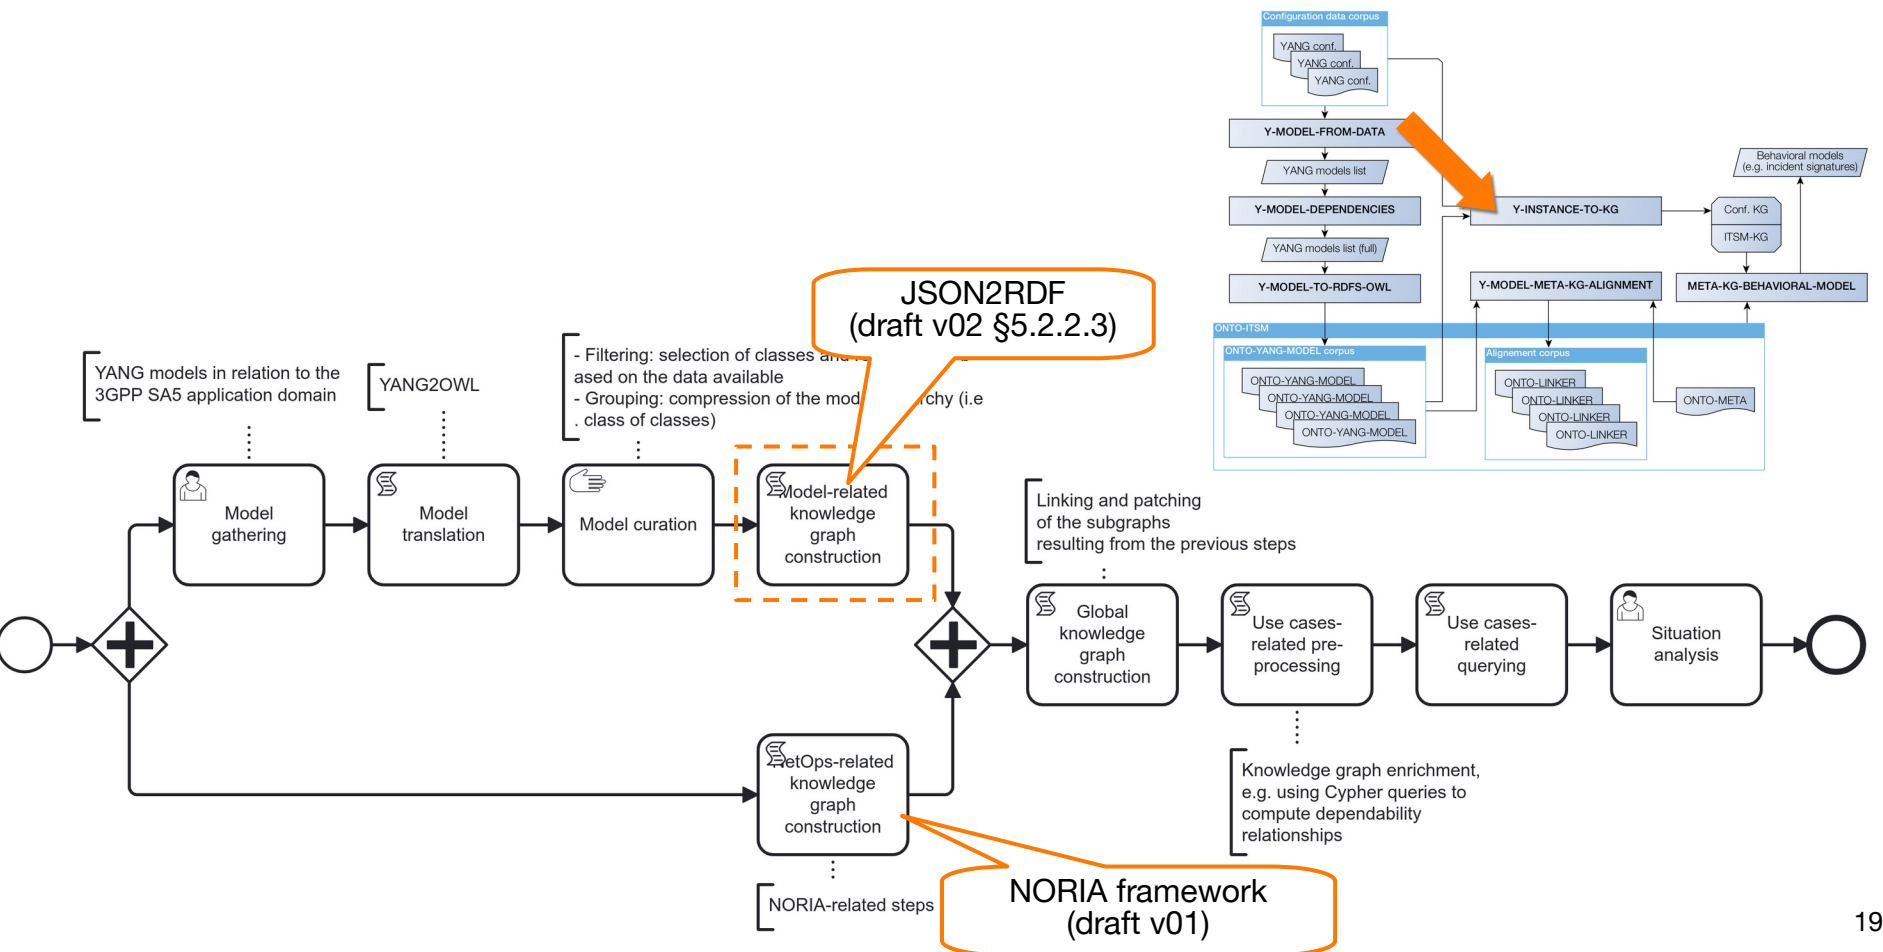 Configuration data corpus
YANG conf.
YANG conf.
YANG conf.
Y-MODEL-FROM-DATA
YANG models list
Y-MODEL-DEPENDENCIES
YANG models list (full)
Y-MODEL-TO-RDFS-OWL
Y-INSTANCE-TO-KG
Behavioral models
(e.g. incident signatures)
Conf. KG
ITSM-KG
Y-MODEL-META-KG-ALIGNMENT
META-KG-BEHAVIORAL-MODEL
ONTO-ITSM
ONTO-YANG-MODEL corpus
ONTO-YANG-MODEL
ONTO-YANG-MODEL
ONTO-YANG-MODEL
ONTO-YANG-MODEL
Alignement corpus
ONTO-LINKER
ONTO-LINKER
ONTO-LINKER
ONTO-LINKER
ONTO-META
JSON2RDF
(draft v02 §5.2.2.3)
YANG models in relation to the
3GPP SA5 application domain
YANG2OWL
- Filtering: selection of classes and
ased on the data available
- Grouping: compression of the mod rchy (i.e
. class of classes)
Model
gathering
Model
translation
Model curation
Model-related
knowledge
graph
construction
Linking and patching
of the subgraphs
resulting from the previous steps
Global
knowledge
graph
construction
Use cases-
related pre-
processing
Use cases-
related
querying
Situation
analysis
NetOps-related
knowledge
graph
construction
Knowledge graph enrichment,
e.g. using Cypher queries to
compute dependability
relationships
NORIA-related steps
NORIA framework
(draft v01)
19